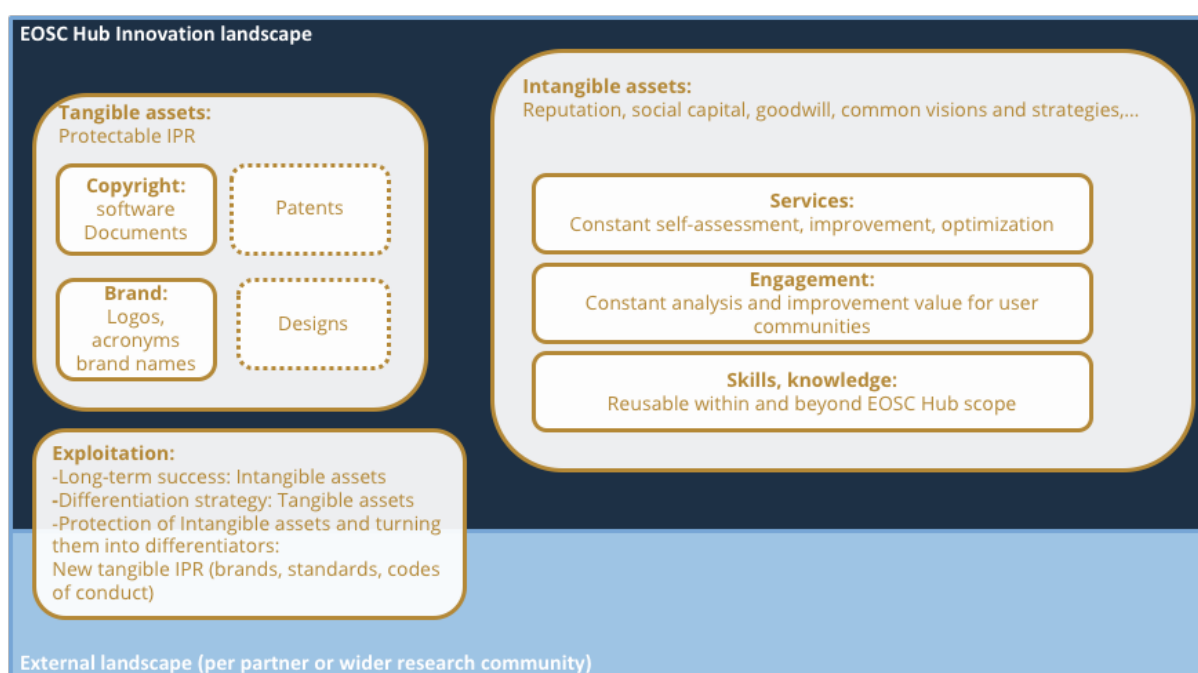 EOSC Hub Innovation landscape
Tangible assets:
Protectable IPR
Copyright:
software
Documents
Patents
Brand:
Logos,
acronyms
brand names
Designs
Intangible assets:
Reputation, social capital, goodwill, common visions and strategies,...
Services:
Constant self-assessment, improvement, optimization
Engagement:
Constant analysis and improvement value for user
communities
Skills, knowledge:
Reusable within and beyond EOSC Hub scope
Exploitation:
-Long-term success: Intangible assets
-Differentiation strategy: Tangible assets
-Protection of Intangible assets and turning
them into differentiators:
New tangible IPR (brands, standards, codes
of conduct)
External landscape (per partner or wider research community)